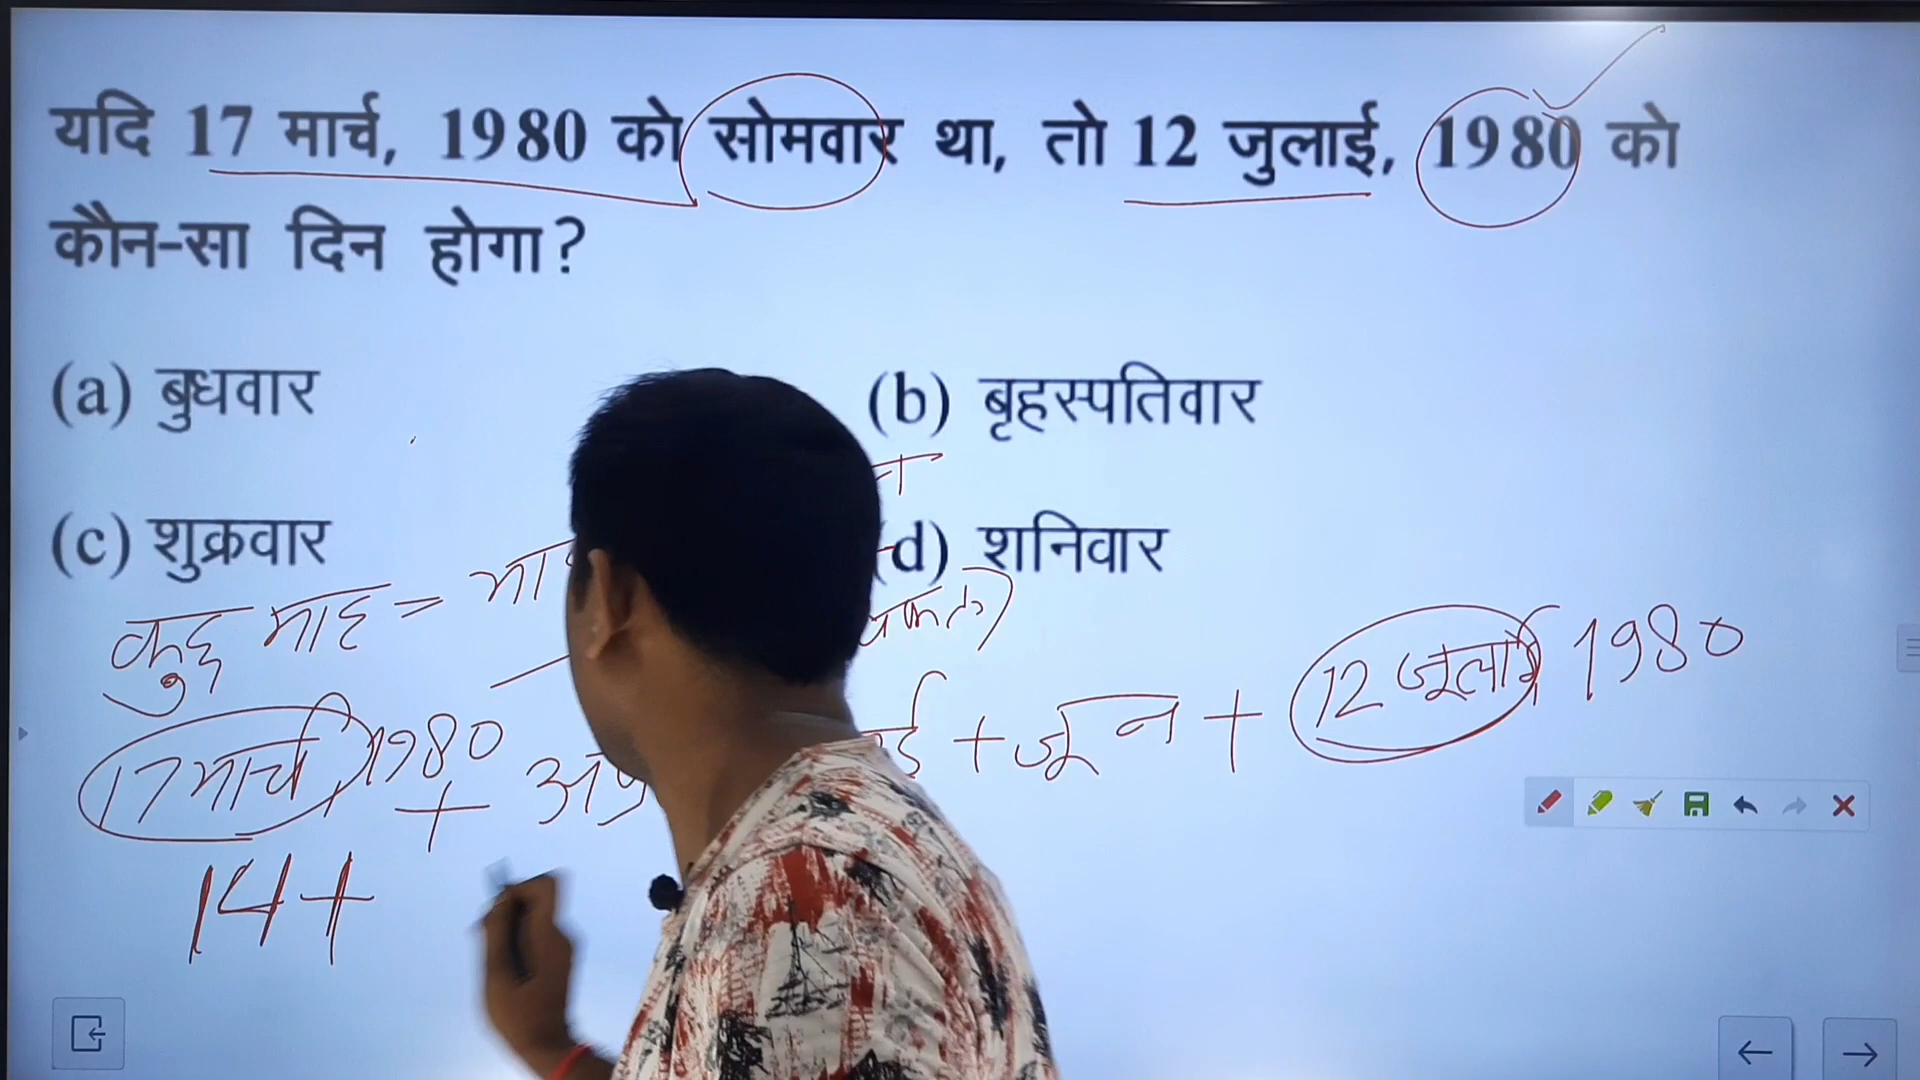 यदि 17 मार्च, 1980 को सोमवार था, तो 12 जुलाई, 1980 को
कौन-सा दिन होगा?
(a) बुधवार (b) बृहस्पतिवार
(c) शुक्रवार (d) शनिवार
माह =
17 मार्च, 1980 + + जून + 12 जूलाई 1980
14 +